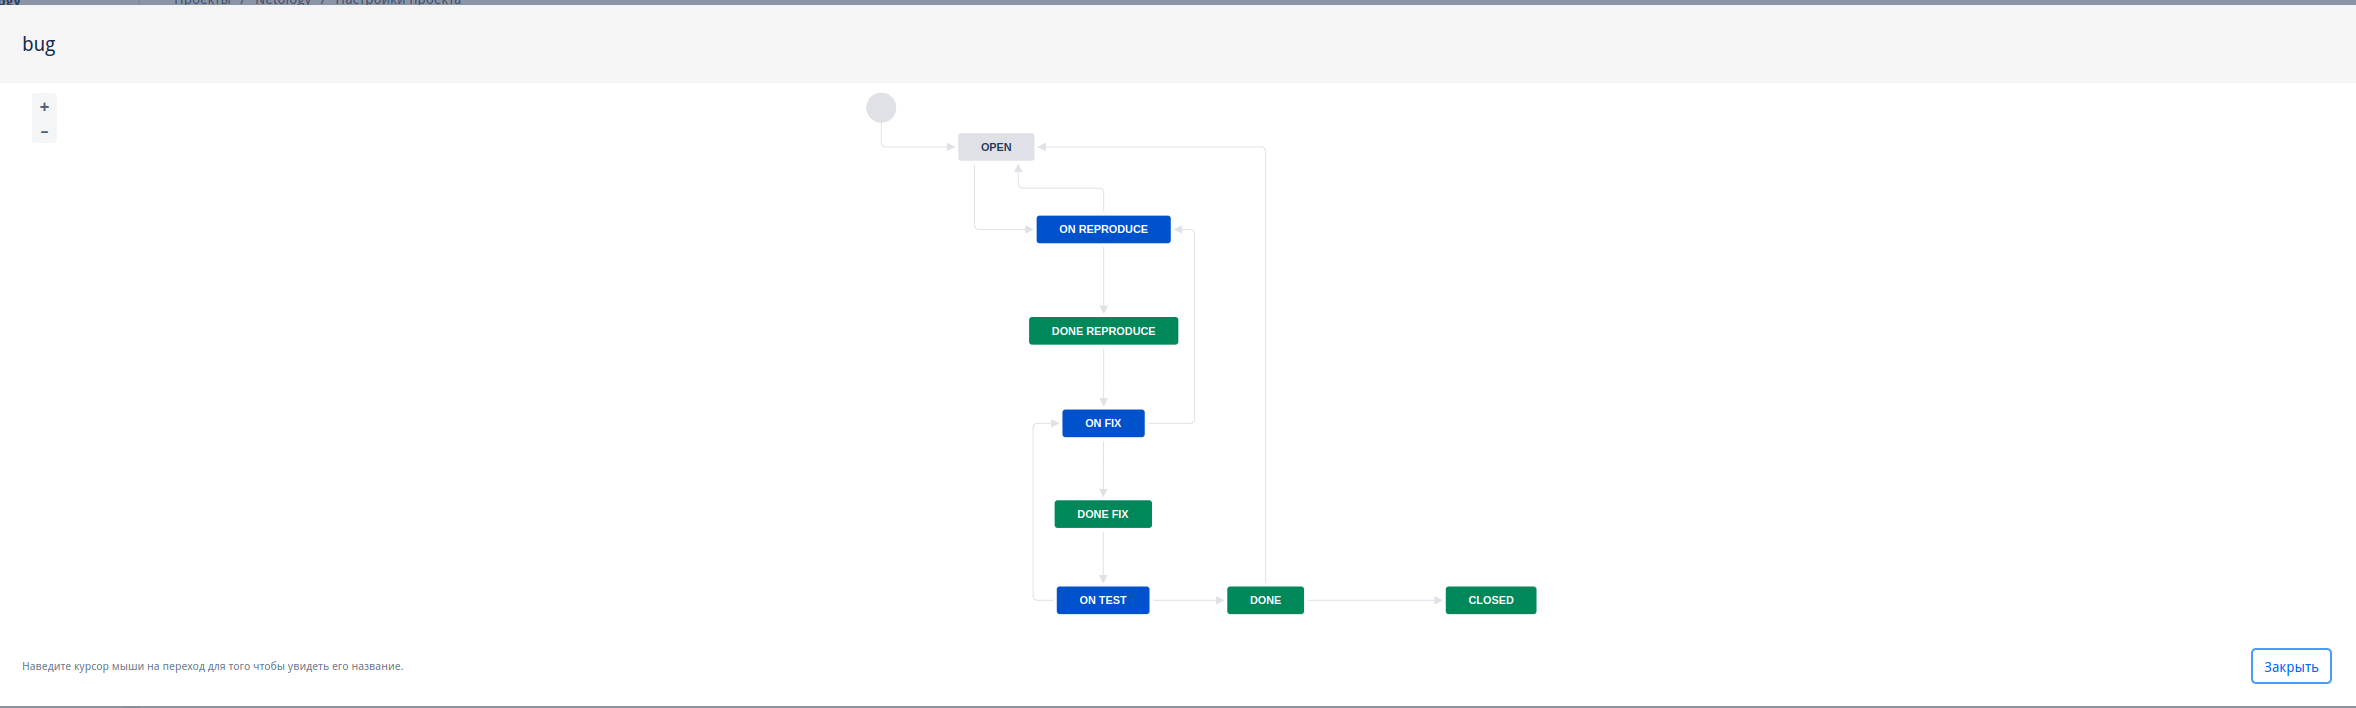 Проекты / Netology / Настройки проекта
bug
+
−
OPEN
ON REPRODUCE
DONE REPRODUCE
ON FIX
DONE FIX
ON TEST
DONE
CLOSED
Наведите курсор мыши на переход для того чтобы увидеть его название.
Закрыть